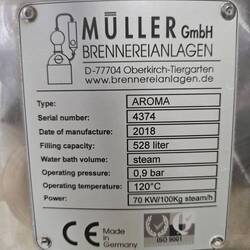 MÜLLER GmbH
BRENNEREIANLAGEN
D-77704 Oberkirch-Tiergarten
www.brennereianlagen.de
Type: AROMA
Serial number: 4374
Date of manufacture: 2018
Filling capacity: 528 liter
Water bath volume: steam
Operating pressure: 0,9 bar
Operating temperature: 120°C
Power: 70 KW/100Kg steam/h
CE Made in
Germany
ISO 9001